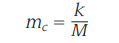 m_c = k/M